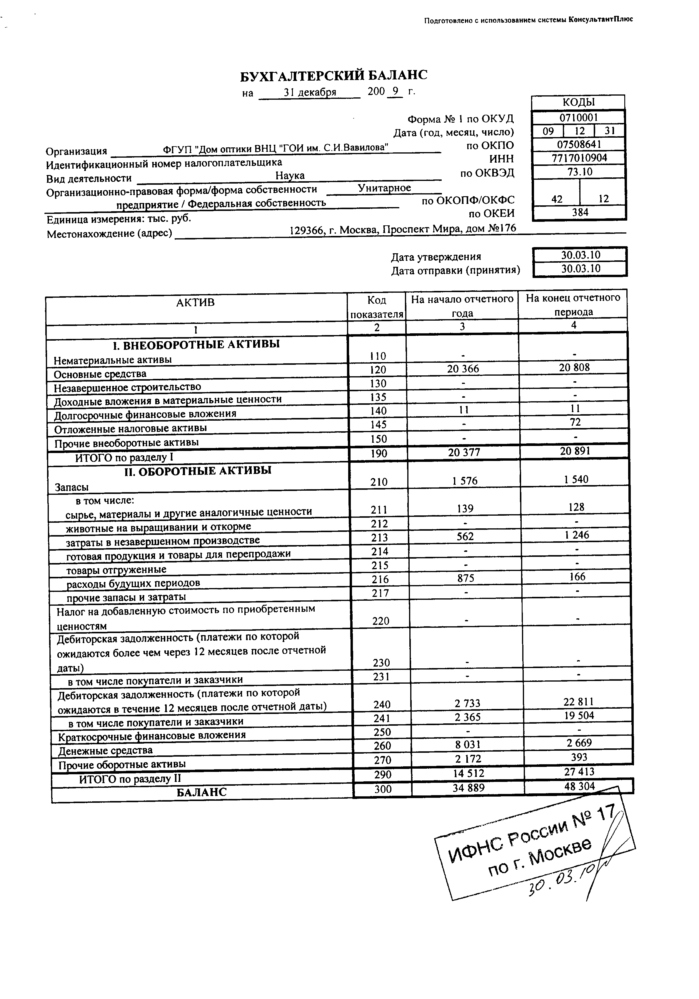 Подготовлено с использованием системы КонсультантПлюс
БУХГАЛТЕРСКИЙ БАЛАНС
на 31 декабря 200 9 г.
КОДЫ
Форма № 1 по ОКУД 0710001
Дата (год, месяц, число) 09 12 31
Организация ФГУП "Дом оптики ВНЦ "ГОИ им. С.И.Вавилова" по ОКПО 07508641
Идентификационный номер налогоплательщика ИНН 7717010904
Вид деятельности Наука по ОКВЭД 73.10
Организационно-правовая форма/форма собственности Унитарное
предприятие / Федеральная собственность по ОКОПФ/ОКФС 42 12
Единица измерения: тыс. руб. по ОКЕИ 384
Местонахождение (адрес) 129366, г. Москва, Проспект Мира, дом №176
Дата утверждения 30.03.10
Дата отправки (принятия) 30.03.10
АКТИВ Код На начало отчетного На конец отчетного
показателя года периода
1 2 3 4
I. ВНЕОБОРОТНЫЕ АКТИВЫ
Нематериальные активы 110 - -
Основные средства 120 20 366 20 808
Незавершенное строительство 130 - -
Доходные вложения в материальные ценности 135 - -
Долгосрочные финансовые вложения 140 11 11
Отложенные налоговые активы 145 - 72
Прочие внеоборотные активы 150 - -
ИТОГО по разделу I 190 20 377 20 891
II. ОБОРОТНЫЕ АКТИВЫ
Запасы 210 1 576 1 540
в том числе:
сырье, материалы и другие аналогичные ценности 211 139 128
животные на выращивании и откорме 212 - -
затраты в незавершенном производстве 213 562 1 246
готовая продукция и товары для перепродажи 214 - -
товары отгруженные 215 - -
расходы будущих периодов 216 875 166
прочие запасы и затраты 217 - -
Налог на добавленную стоимость по приобретенным
ценностям 220 - -
Дебиторская задолженность (платежи по которой
ожидаются более чем через 12 месяцев после отчетной
даты) 230 - -
в том числе покупатели и заказчики 231 - -
Дебиторская задолженность (платежи по которой
ожидаются в течение 12 месяцев после отчетной даты) 240 2 733 22 811
в том числе покупатели и заказчики 241 2 365 19 504
Краткосрочные финансовые вложения 250 - -
Денежные средства 260 8 031 2 669
Прочие оборотные активы 270 2 172 393
ИТОГО по разделу II 290 14 512 27 413
БАЛАНС 300 34 889 48 304
ИФНС России № 17
по г. Москве
30.03.10